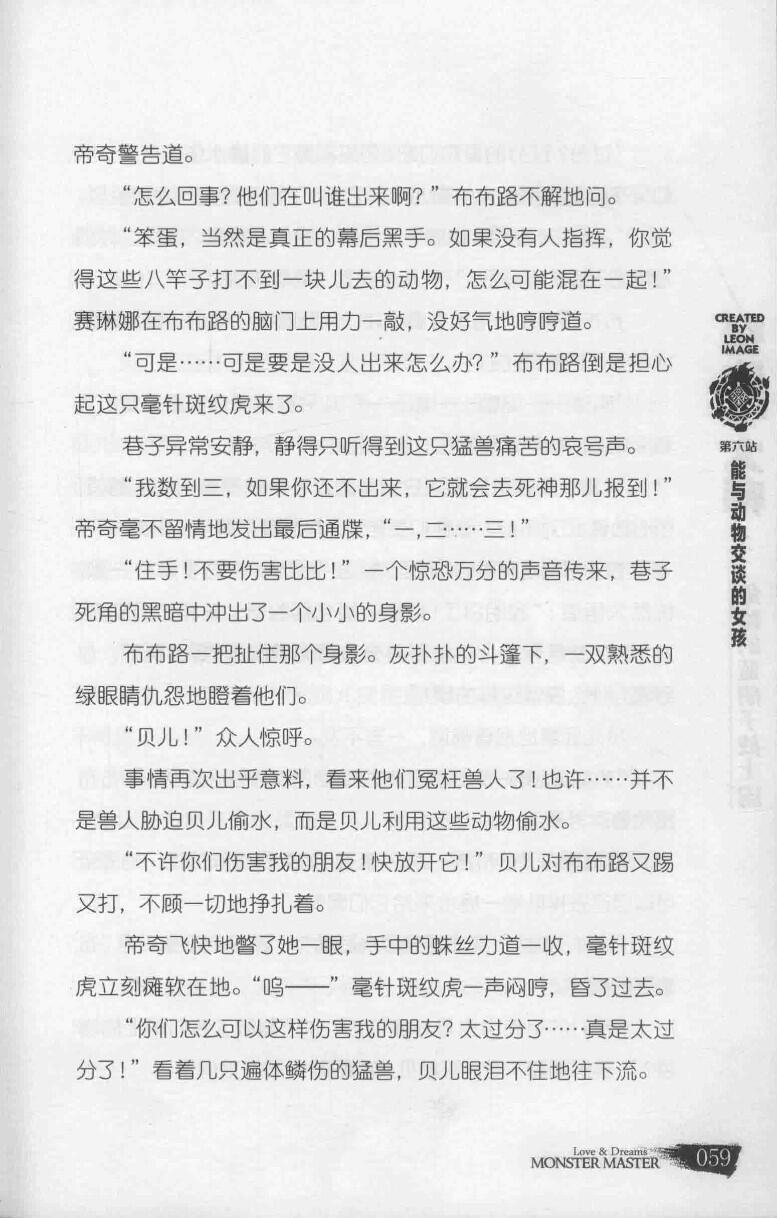 帝奇警告道。
“怎么回事？他们在叫谁出来啊？”布布路不解地问。
“笨蛋，当然是真正的幕后黑手。如果没有人指挥，你觉
得这些八竿子打不到一块儿去的动物，怎么可能混在一起！”
赛琳娜在布布路的脑门上用力一敲，没好气地哼哼道。
“可是……可是要是没人出来怎么办？”布布路倒是担心
起这只毫针斑纹虎来了。
巷子异常安静，静得只听得到这只猛兽痛苦的哀号声。
“我数到三，如果你还不出来，它就会去死神那儿报到！”
帝奇毫不留情地发出最后通牒，“一，二……三！”
“住手！不要伤害比比！”一个惊恐万分的声音传来，巷子
死角的黑暗中冲出了一个小小的身影。
布布路一把扯住那个身影。灰扑扑的斗篷下，一双熟悉的
绿眼睛仇怨地瞪着他们。
“贝儿！”众人惊呼。
事情再次出乎意料，看来他们冤枉兽人了！也许……并不
是兽人胁迫贝儿偷水，而是贝儿利用这些动物偷水。
“不许你们伤害我的朋友！快放开它！”贝儿对布布路又踢
又打，不顾一切地挣扎着。
帝奇飞快地瞥了她一眼，手中的蛛丝力道一收，毫针斑纹
虎立刻瘫软在地。“呜——”毫针斑纹虎一声闷哼，昏了过去。
“你们怎么可以这样伤害我的朋友？太过分了……真是太过
分了！”看着几只遍体鳞伤的猛兽，贝儿眼泪不住地往下流。
CREATED
BY
LEON
IMAGE
第六站
能与动物交谈的女孩
Love & Dreams
MONSTER MASTER
059